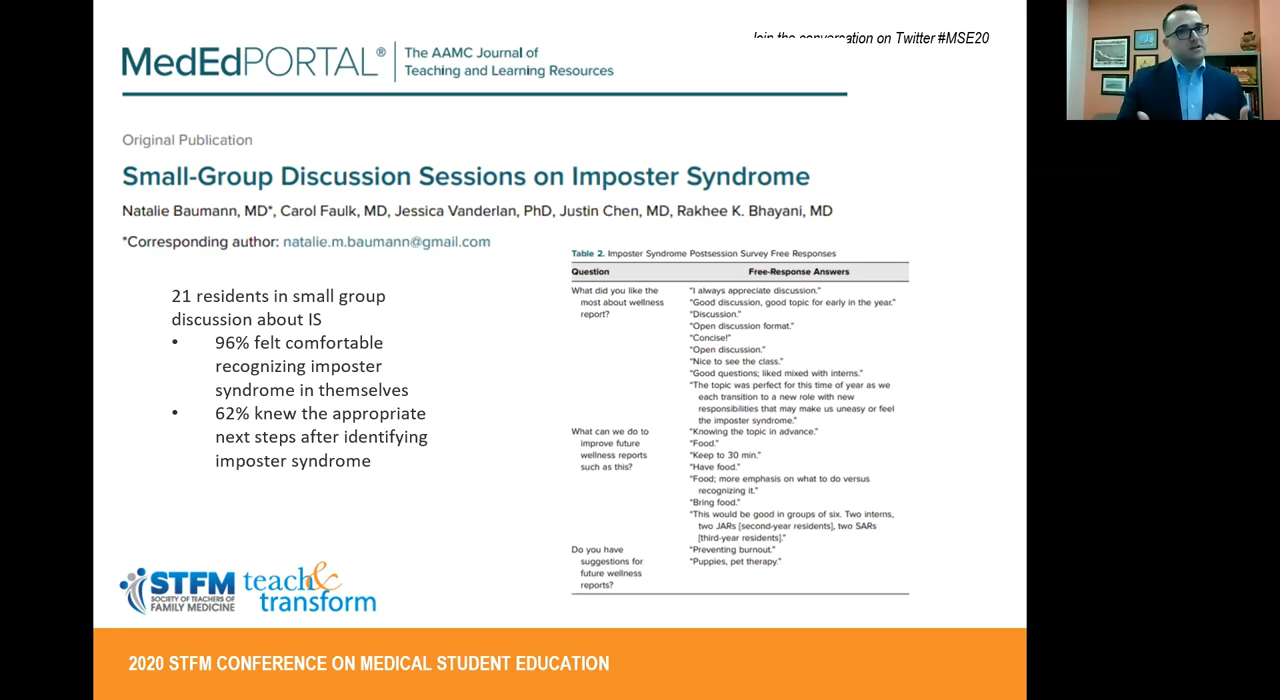 Join the conversation on Twitter #MSE20
MedEdPORTAL®
The AAMC Journal of
Teaching and Learning Resources
Original Publication
Small-Group Discussion Sessions on Imposter Syndrome
Natalie Baumann, MD*, Carol Faulk, MD, Jessica Vanderlan, PhD, Justin Chen, MD, Rakhee K. Bhayani, MD
*Corresponding author: natalie.m.baumann@gmail.com
21 residents in small group
discussion about IS
• 96% felt comfortable
recognizing imposter
syndrome in themselves
• 62% knew the appropriate
next steps after identifying
imposter syndrome
Table 2. Imposter Syndrome Postsession Survey Free Responses
Question Free-Response Answers
What did you like the "I always appreciate discussion."
most about wellness "Good discussion, good topic for early in the year."
report? "Discussion."
"Open discussion format."
"Concise!"
"Open discussion."
"Nice to see the class."
"Good questions; liked mixed with interns."
"The topic was perfect for this time of year as we
each transition to a new role with new
responsibilities that may make us uneasy or feel
the imposter syndrome."
What can we do to "Knowing the topic in advance."
improve future "Food."
wellness reports "Keep to 30 min."
such as this? "Have food."
"Food; more emphasis on what to do versus
recognizing it."
"Bring food."
"This would be good in groups of six. Two interns,
two JARs [second-year residents], two SARs
[third-year residents]."
Do you have "Preventing burnout."
suggestions for "Puppies, pet therapy."
future wellness
reports?
STFM
SOCIETY OF TEACHERS OF
FAMILY MEDICINE
teach &
transform
2020 STFM CONFERENCE ON MEDICAL STUDENT EDUCATION